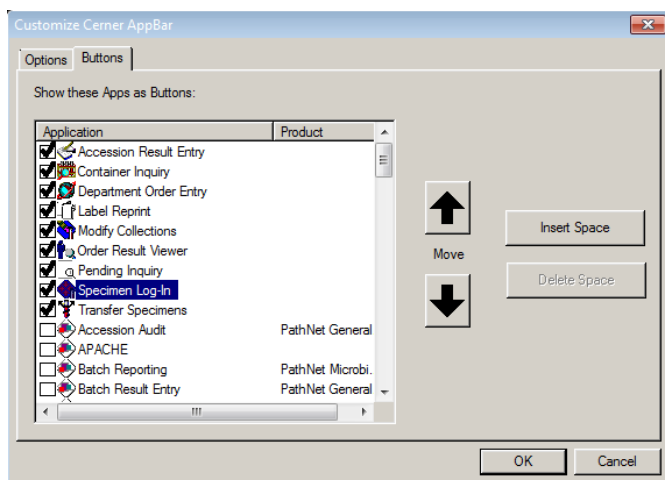 Customize Cerner AppBar
Options Buttons
Show these Apps as Buttons:
Application Product
Accession Result Entry
Container Inquiry
Department Order Entry
Label Reprint
Modify Collections
Order Result Viewer
Pending Inquiry
Specimen Log-In
Transfer Specimens
Accession Audit PathNet General
APACHE
Batch Reporting PathNet Microbi.
Batch Result Entry PathNet General
Move
Insert Space
Delete Space
OK Cancel